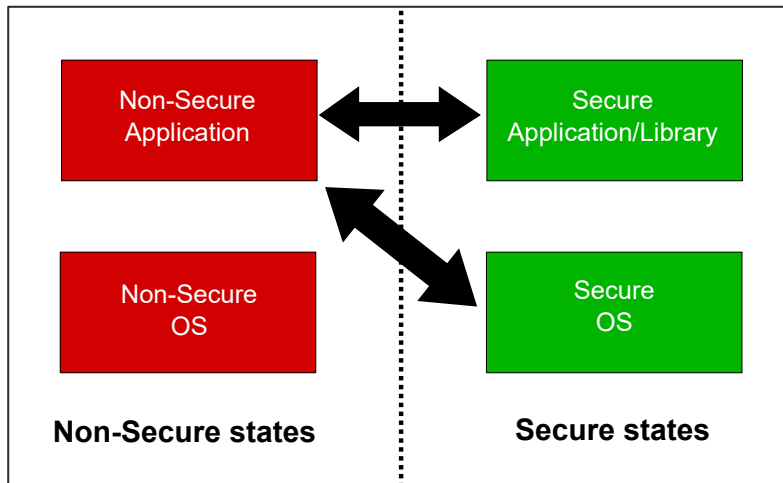 Non-Secure
Application
Secure
Application/Library
Non-Secure
OS
Secure
OS
Non-Secure states
Secure states